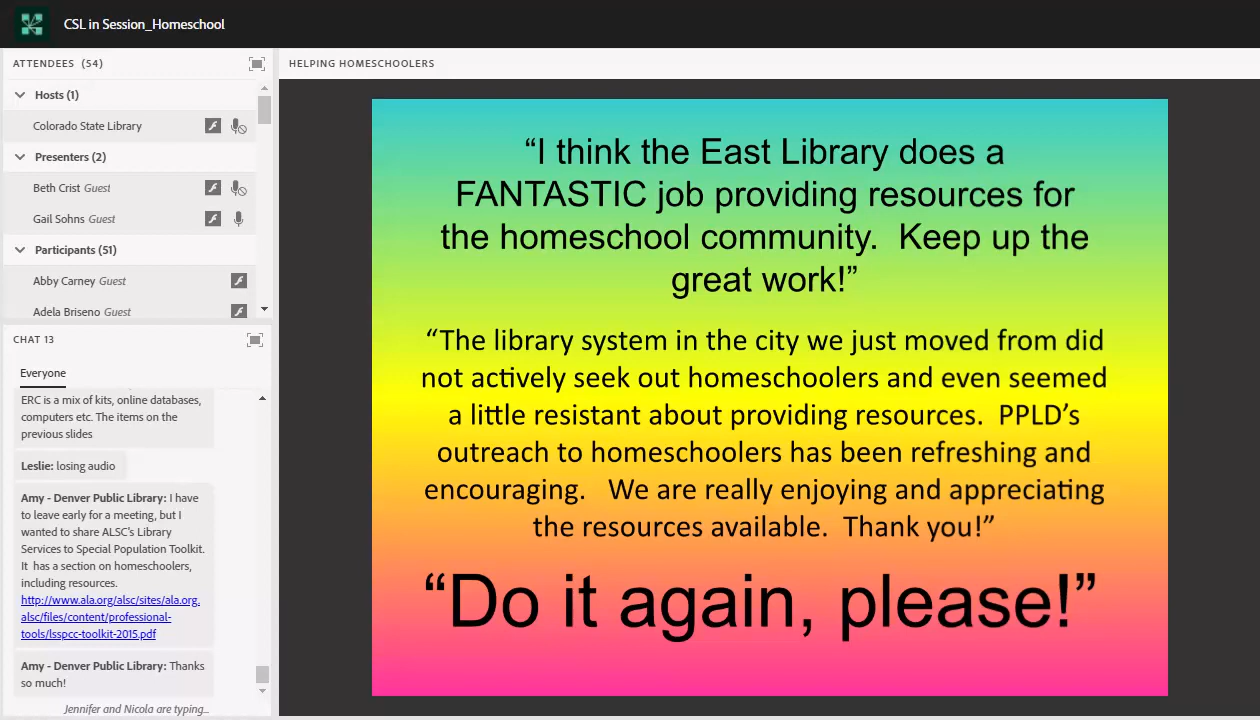 CSL in Session_Homeschool
ATTENDEES (54)
Hosts (1)
Colorado State Library
Presenters (2)
Beth Crist Guest
Gail Sohns Guest
Participants (51)
Abby Carney Guest
Adela Briseno Guest
CHAT 13
Everyone
ERC is a mix of kits, online databases,
computers etc. The items on the
previous slides
Leslie: losing audio
Amy - Denver Public Library: I have
to leave early for a meeting, but I
wanted to share ALSC's Library
Services to Special Population Toolkit.
It has a section on homeschoolers,
including resources.
http://www.ala.org/alsc/sites/ala.org.
alsc/files/content/professional-
tools/lsspcc-toolkit-2015.pdf
Amy - Denver Public Library: Thanks
so much!
Jennifer and Nicola are typing...
HELPING HOMESCHOOLERS
“I think the East Library does a
FANTASTIC job providing resources for
the homeschool community. Keep up the
great work!”
“The library system in the city we just moved from did
not actively seek out homeschoolers and even seemed
a little resistant about providing resources. PPLD’s
outreach to homeschoolers has been refreshing and
encouraging. We are really enjoying and appreciating
the resources available. Thank you!”
“Do it again, please!”